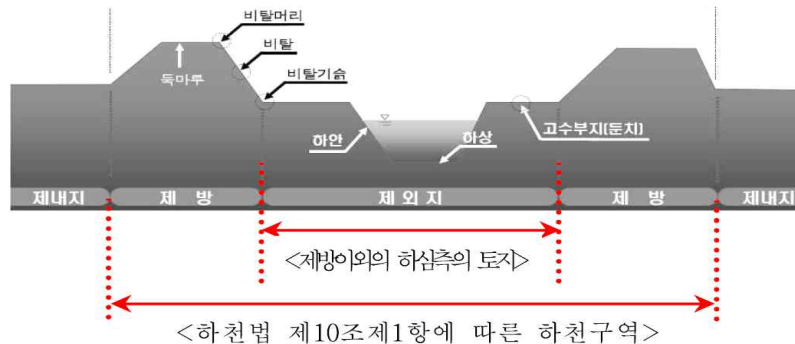 비탈머리
비탈
둑마루
비탈기슭
하안
하상
고수부지(둔치)
제내지
제 방
제 외 지
제 방
제내지
<제방이외의 하심측의 토지>
<하천법 제10조제1항에 따른 하천구역>